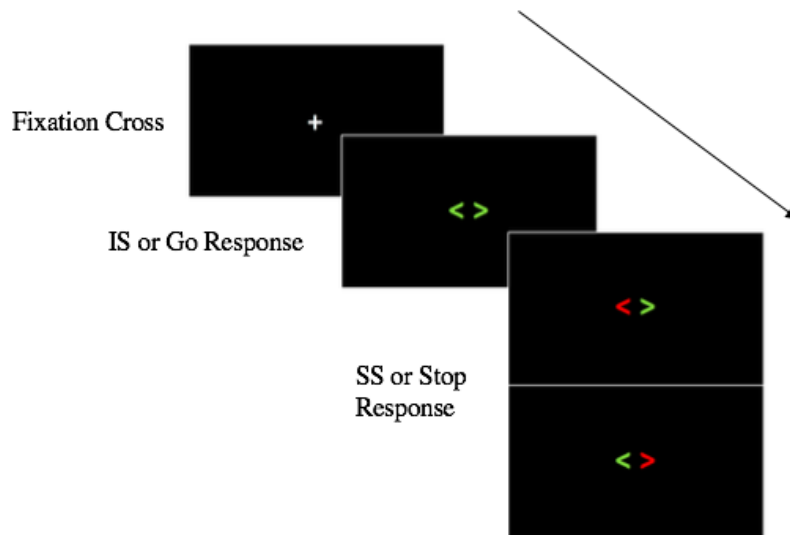 Fixation Cross
+
< >
IS or Go Response
< >
SS or Stop
Response
< >